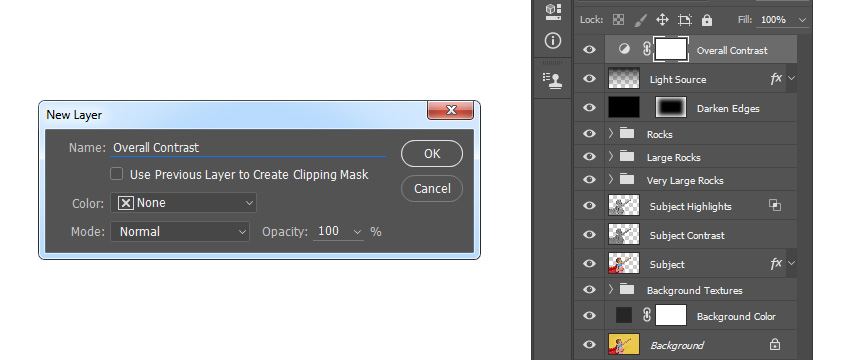 New Layer
Name: Overall Contrast
OK
Use Previous Layer to Create Clipping Mask
Cancel
Color: None
Mode: Normal Opacity: 100 %
Lock: Fill: 100%
Overall Contrast
Light Source fx
Darken Edges
Rocks
Large Rocks
Very Large Rocks
Subject Highlights
Subject Contrast
Subject fx
Background Textures
Background Color
Background